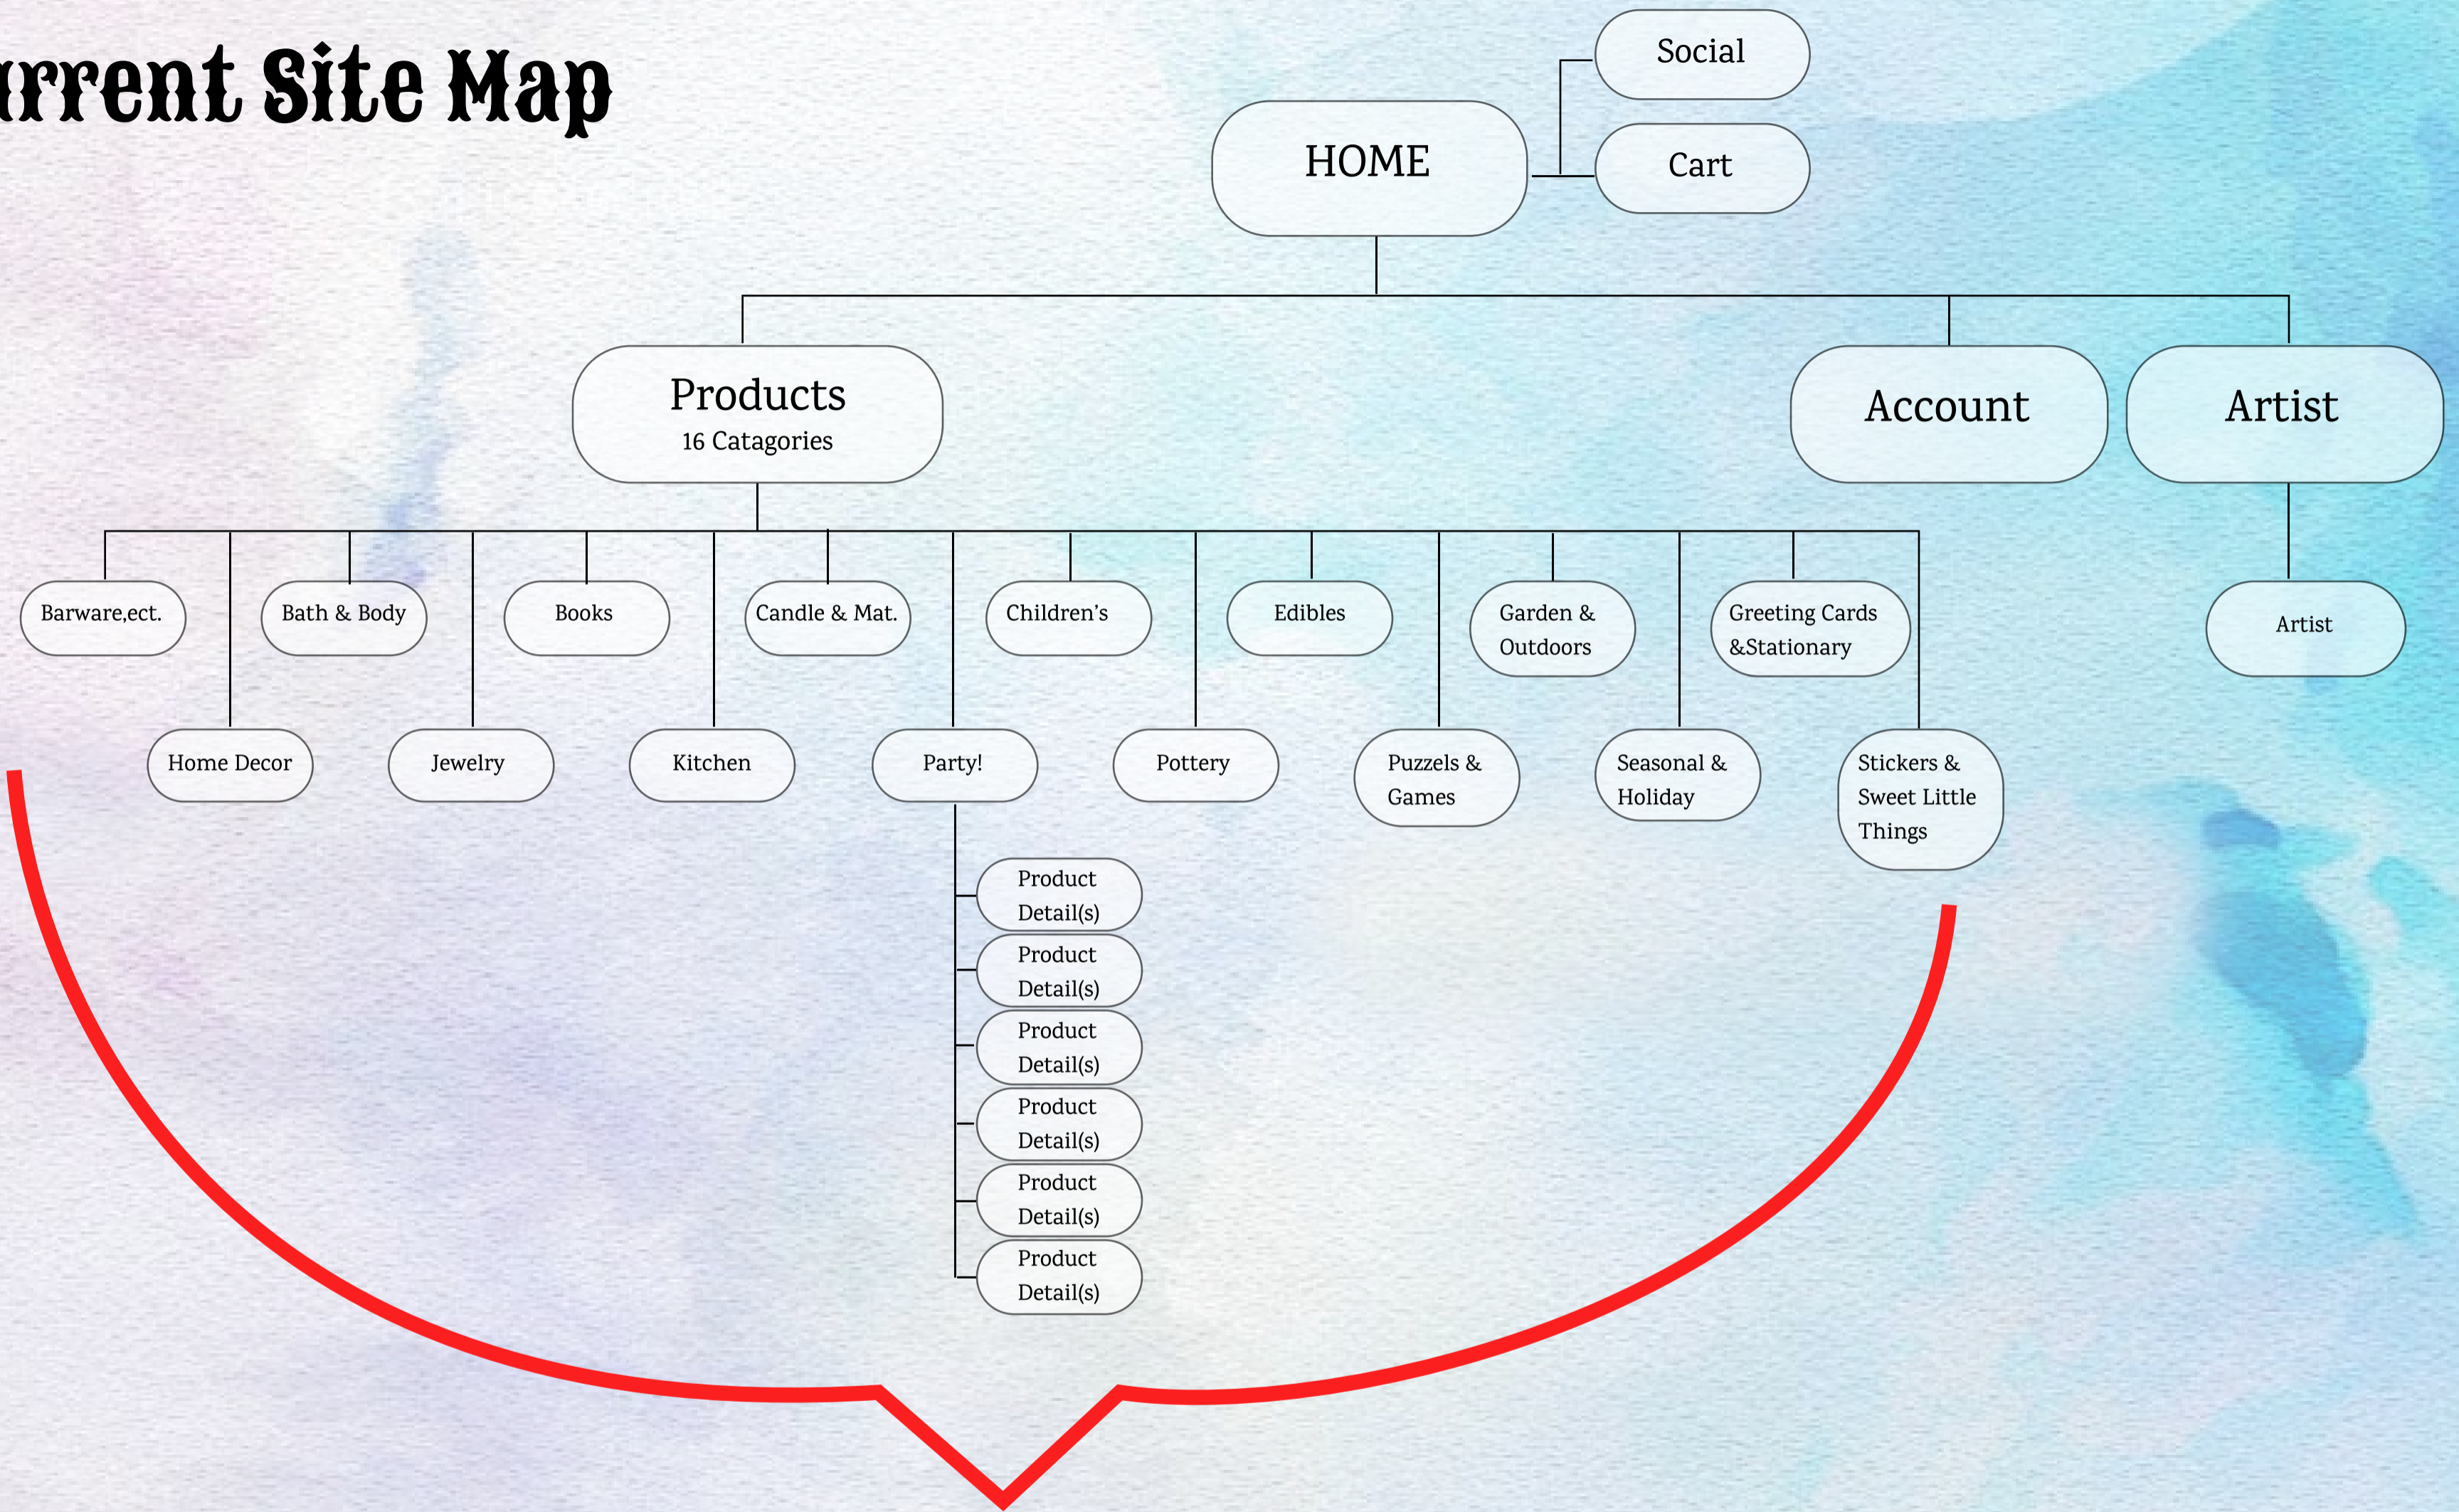 urrent Site Map
Social
HOME
Cart
Products
16 Catagories
Account
Artist
Barware,ect.
Bath & Body
Books
Candle & Mat.
Children’s
Edibles
Garden &
Outdoors
Greeting Cards
&Stationary
Artist
Home Decor
Jewelry
Kitchen
Party!
Pottery
Puzzels &
Games
Seasonal &
Holiday
Stickers &
Sweet Little
Things
Product
Detail(s)
Product
Detail(s)
Product
Detail(s)
Product
Detail(s)
Product
Detail(s)
Product
Detail(s)